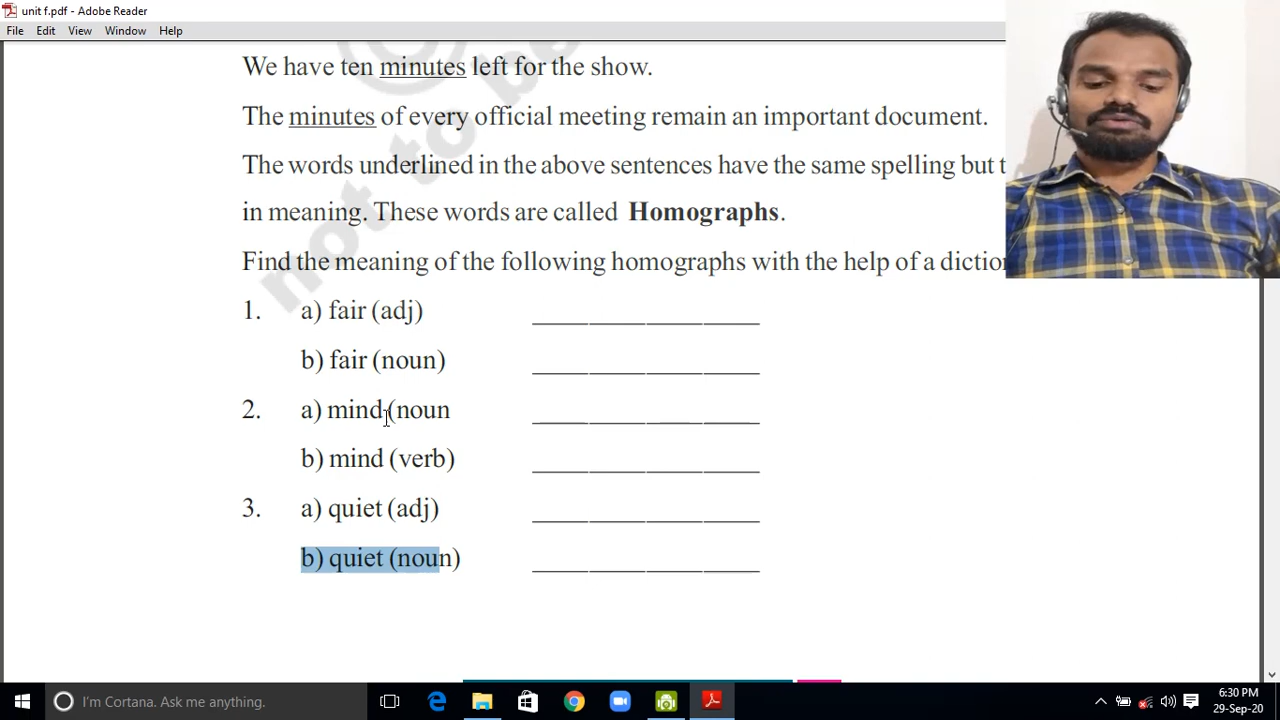 unit f.pdf - Adobe Reader
File Edit View Window Help
We have ten minutes left for the show.
The minutes of every official meeting remain an important document.
The words underlined in the above sentences have the same spelling but
in meaning. These words are called Homographs.
Find the meaning of the following homographs with the help of a
1. a) fair (adj)
b) fair (noun)
2. a) mind (noun
b) mind (verb)
3. a) quiet (adj)
b) quiet (noun)
not to be
I'm Cortana. Ask me anything.
6:30 PM
29-Sep-20